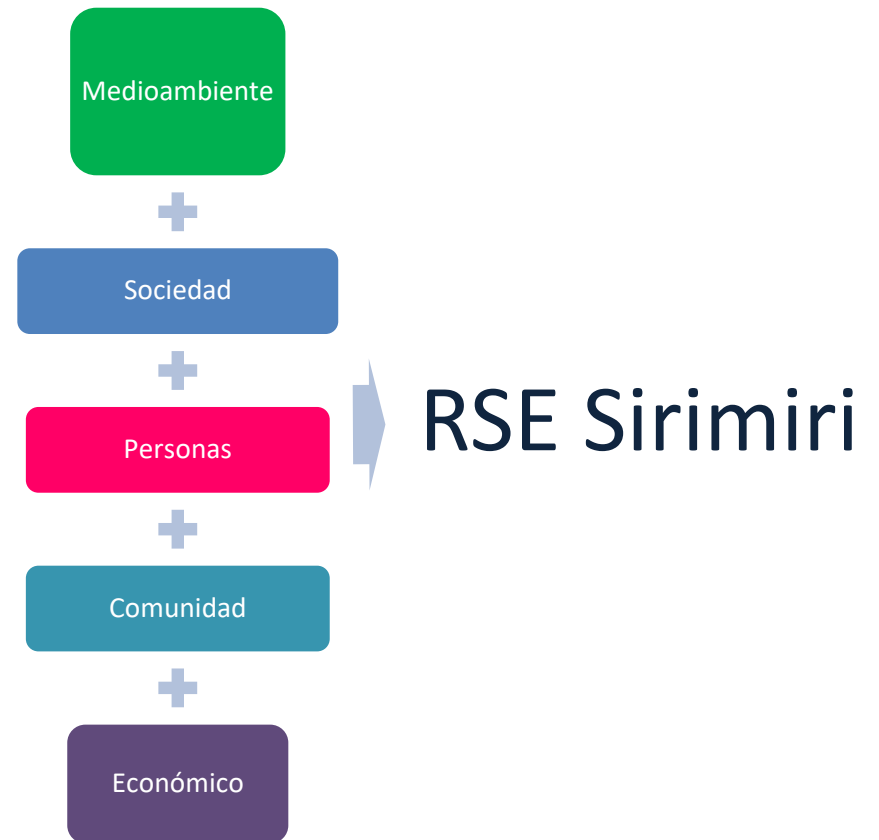 Medioambiente
Sociedad
Personas
RSE Sirimiri
Comunidad
Económico